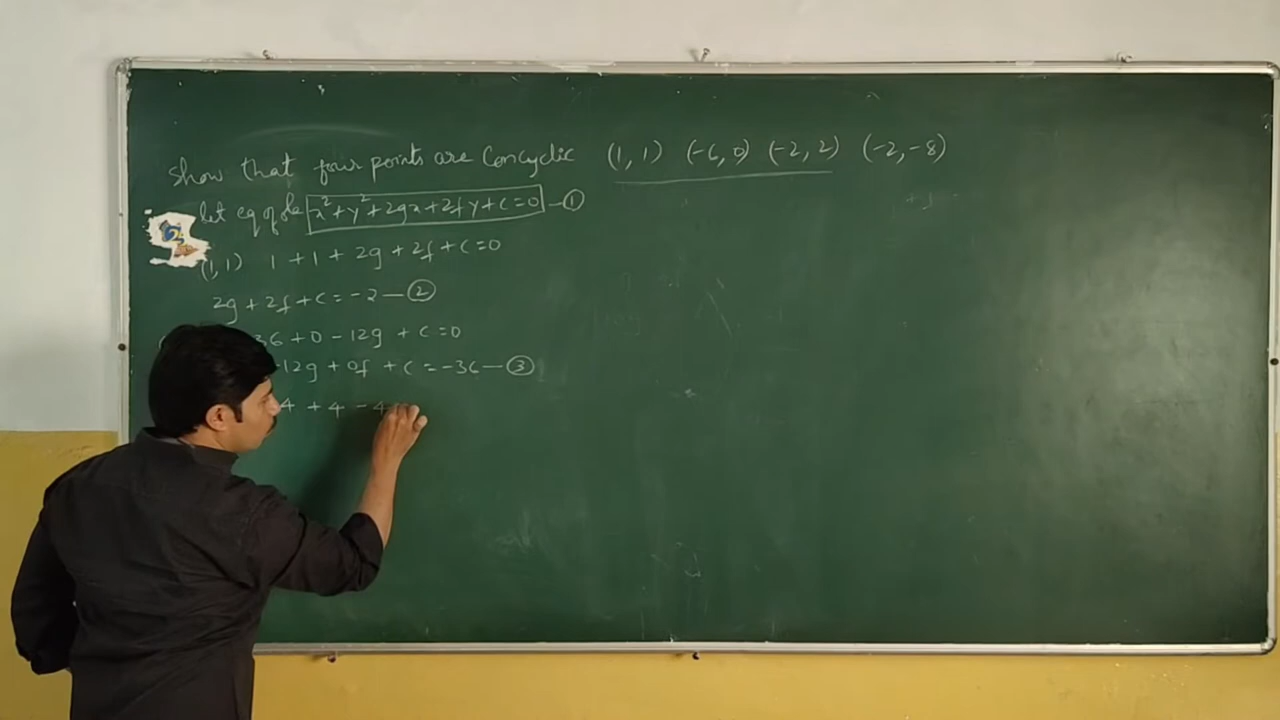 Show that four points are Concyclic (1, 1) (-6, 0) (-2, 2) (-2, -8)
let eq of x²+y²+2gx+2fy+c=0 —①
(1, 1) 1 + 1 + 2g + 2f + c = 0
2g + 2f + c = -2 — ②
36 + 0 - 12g + c = 0
-12g + 0f + c = -36 — ③
4 + 4 - 4